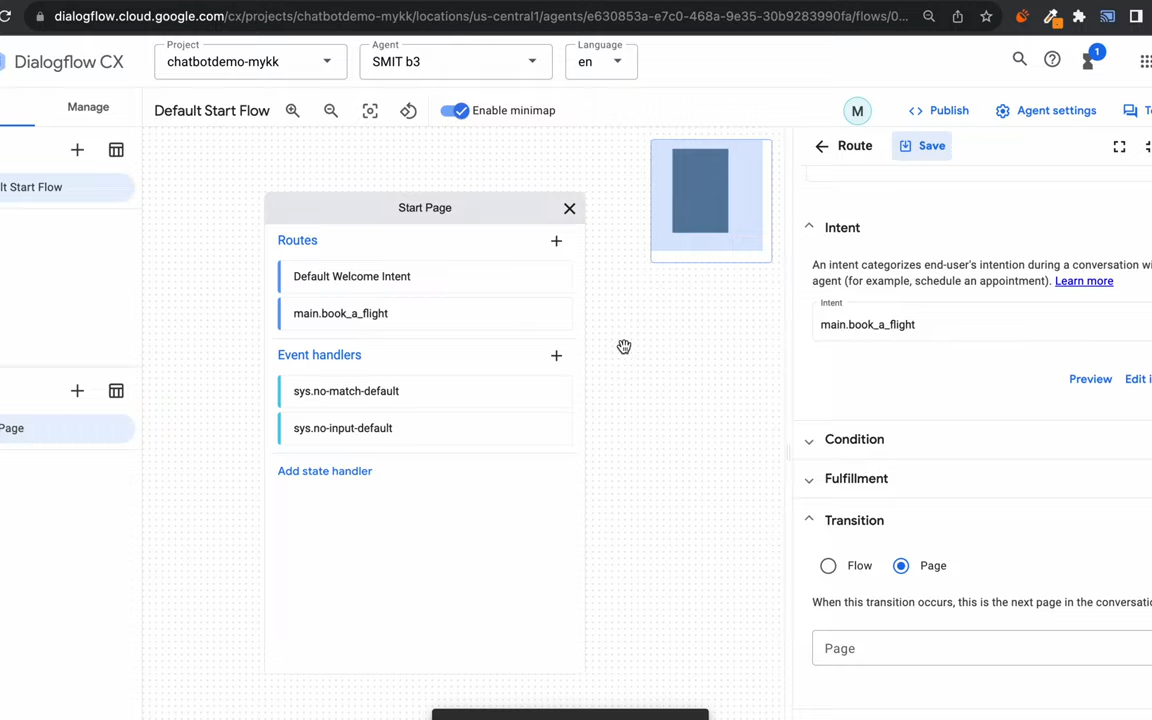 dialogflow.cloud.google.com/cx/projects/chatbotdemo-mykk/locations/us-central1/agents/e630853a-e7c0-468a-9e35-30b9283990fa/flows/0...
Dialogflow CX
Project
chatbotdemo-mykk
Agent
SMIT b3
Language
en
1
Manage
Default Start Flow
Enable minimap
M
Publish
Agent settings
lt Start Flow
Page
Start Page
Routes
Default Welcome Intent
main.book_a_flight
Event handlers
sys.no-match-default
sys.no-input-default
Add state handler
Route
Save
Intent
An intent categorizes end-user's intention during a conversation wi
agent (for example, schedule an appointment). Learn more
Intent
main.book_a_flight
Preview
Edit i
Condition
Fulfillment
Transition
Flow
Page
When this transition occurs, this is the next page in the conversatio
Page